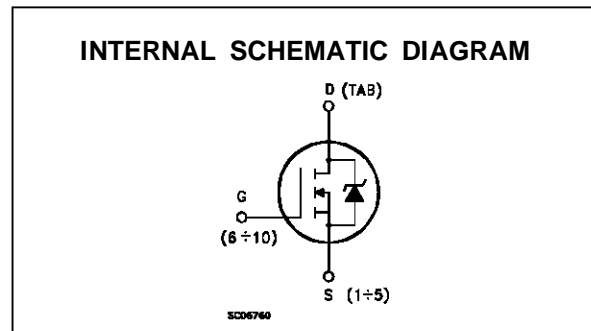 INTERNAL SCHEMATIC DIAGRAM
D (TAB)
G
(6÷10)
S (1÷5)
SC06760